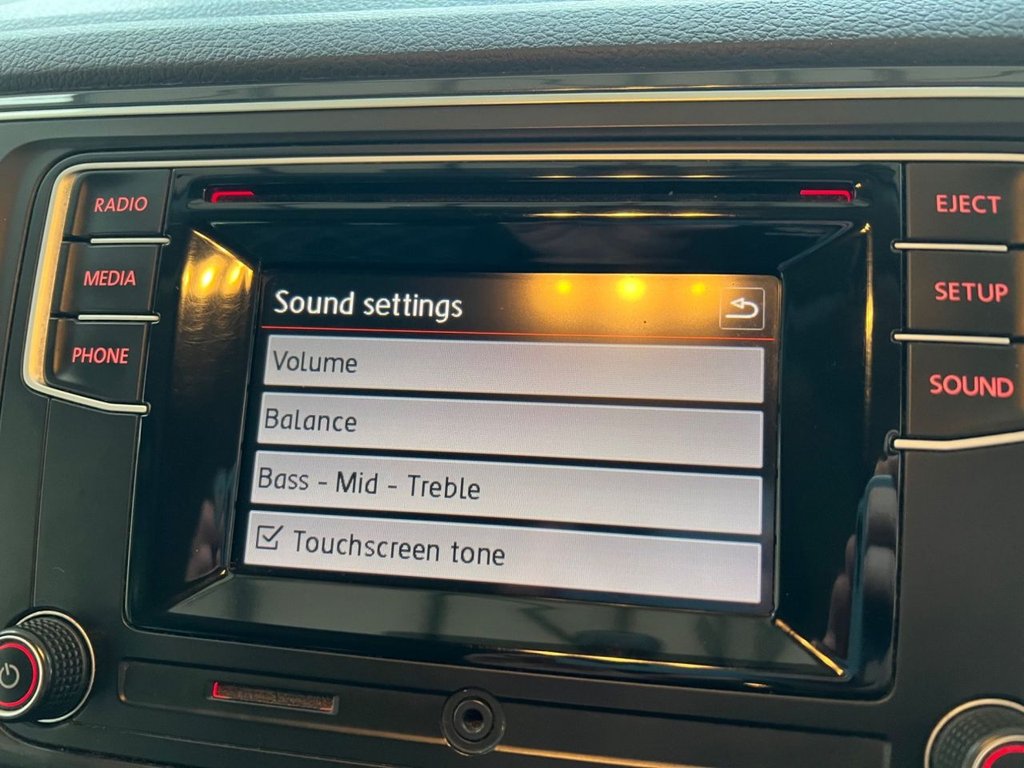 RADIO
MEDIA
PHONE
Sound settings
Volume
Balance
Bass - Mid - Treble
Touchscreen tone
EJECT
SETUP
SOUND